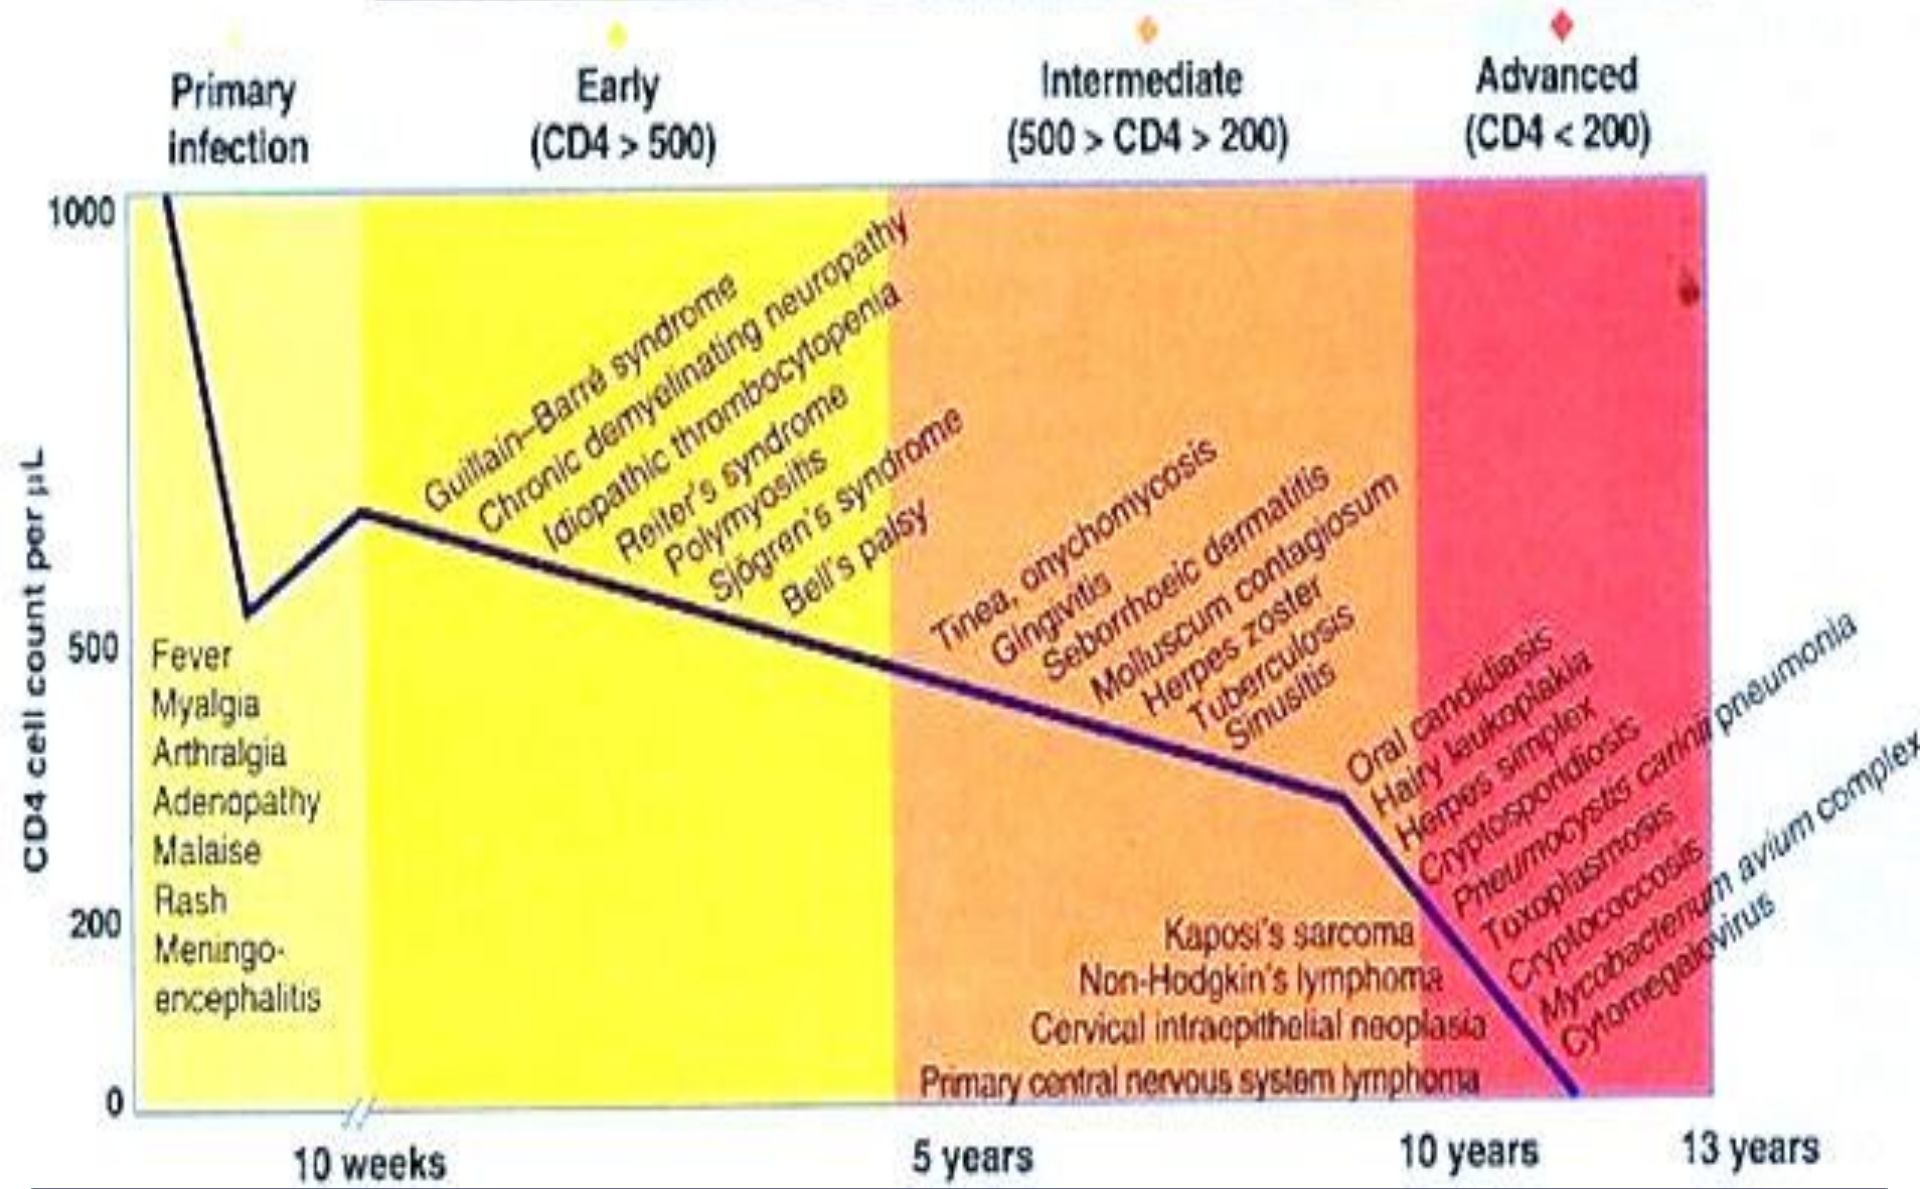 Primary
infection
Early
(CD4 > 500)
Intermediate
(500 > CD4 > 200)
Advanced
(CD4 < 200)
CD4 cell count per µL
1000
500
200
0
Fever
Myalgia
Arthralgia
Adenopathy
Malaise
Rash
Meningo-
encephalitis
Guillain–Barré syndrome
Chronic demyelinating neuropathy
Idiopathic thrombocytopenia
Reiter's syndrome
Polymyositis
Sjögren's syndrome
Bell's palsy
Tinea, onychomycosis
Gingivitis
Seborrhoeic dermatitis
Molluscum contagiosum
Herpes zoster
Tuberculosis
Sinusitis
Oral candidiasis
Hairy leukoplakia
Herpes simplex
Cryptosporidiosis
Pneumocystis carinii pneumonia
Tuxoplasmosis
Cryptococcosis
Mycobacterium avium complex
Cytomegalovirus
Kaposi's sarcoma
Non-Hodgkin's lymphoma
Cervical intraepithelial neoplasia
Primary central nervous system lymphoma
10 weeks
5 years
10 years
13 years